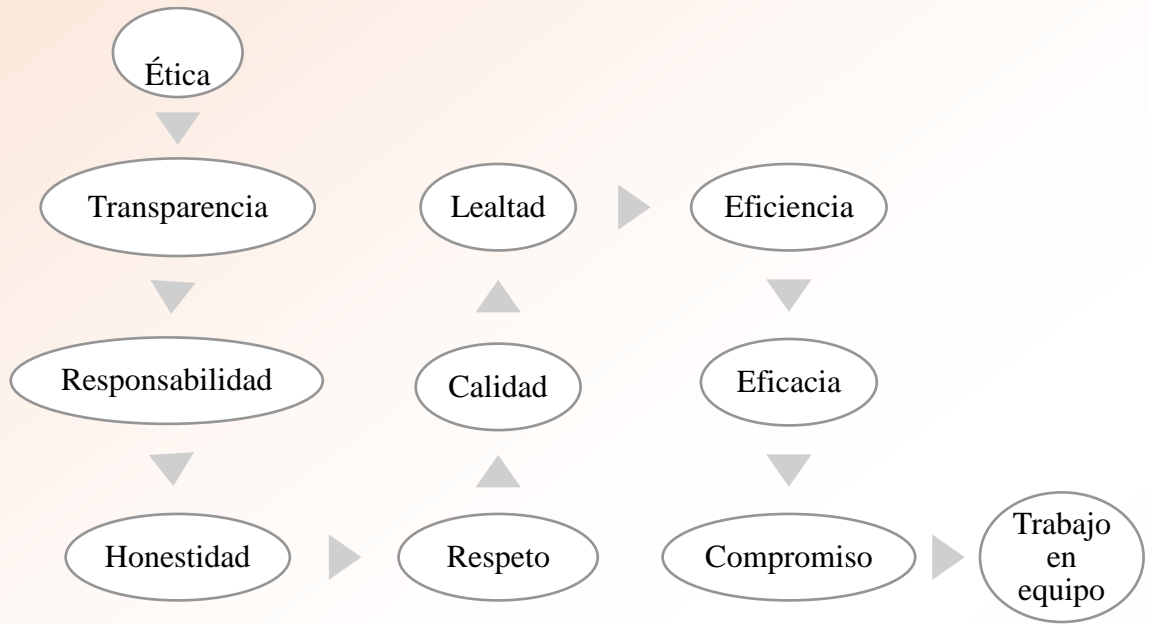 Ética
Transparencia
Responsabilidad
Honestidad
Respeto
Calidad
Lealtad
Eficiencia
Eficacia
Compromiso
Trabajo
en
equipo